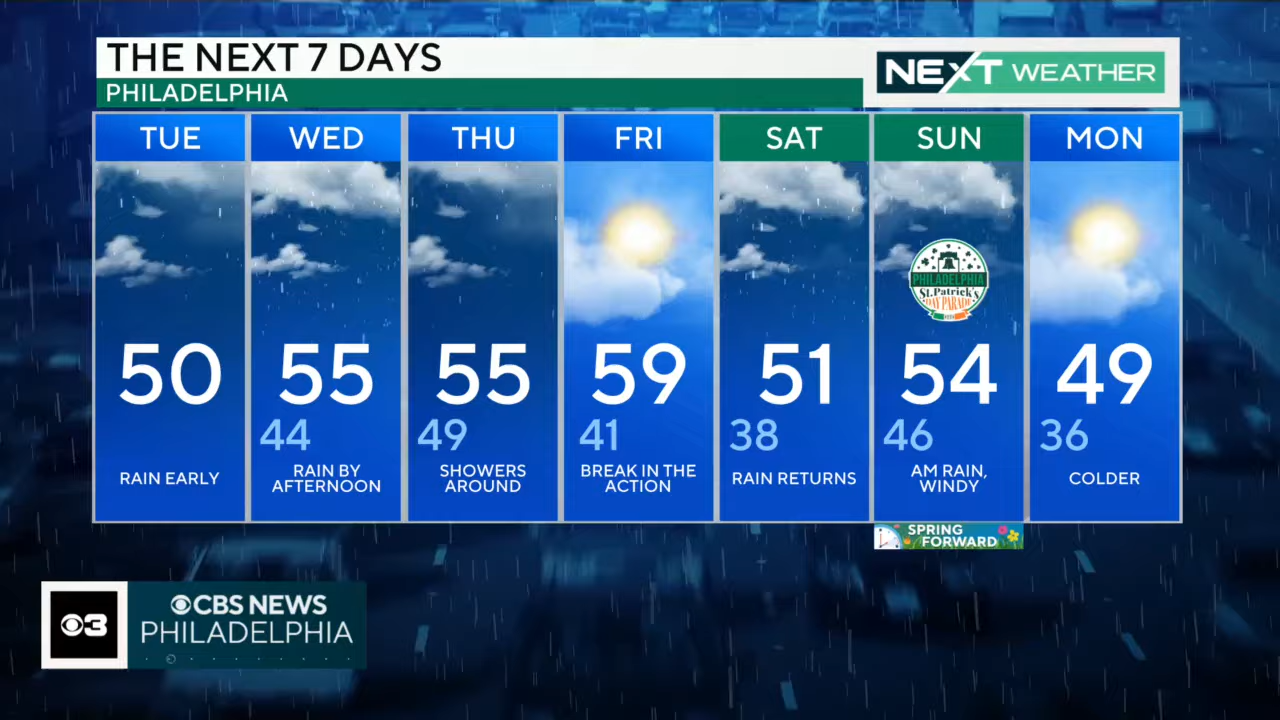 THE NEXT 7 DAYS
PHILADELPHIA
NEXT WEATHER
TUE
50
RAIN EARLY
WED
55
44
RAIN BY
AFTERNOON
THU
55
49
SHOWERS
AROUND
FRI
59
41
BREAK IN THE
ACTION
SAT
51
38
RAIN RETURNS
SUN
PHILADELPHIA
St. Patrick's
DAY PARADE
54
46
AM RAIN,
WINDY
SPRING
FORWARD
MON
49
36
COLDER
3
CBS NEWS
PHILADELPHIA